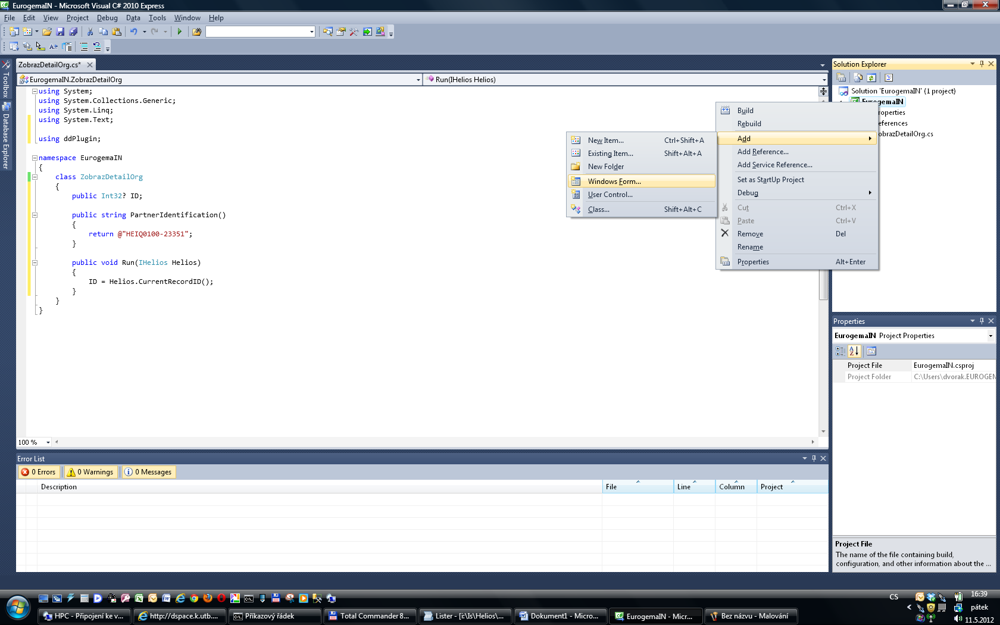 EurogemaIN - Microsoft Visual C# 2010 Express
File Edit View Project Debug Data Tools Window Help
ZobrazDetailOrg.cs*
EurogemaIN.ZobrazDetailOrg
Run(IHelios Helios)
Toolbox
Database Explorer
using System;
using System.Collections.Generic;
using System.Linq;
using System.Text;
using ddPlugin;
namespace EurogemaIN
{
class ZobrazDetailOrg
{
public Int32? ID;
public string PartnerIdentification()
{
return @"HEIQ0100-23351";
}
public void Run(IHelios Helios)
{
ID = Helios.CurrentRecordID();
}
}
}
100 %
New Item... Ctrl+Shift+A
Existing Item... Shift+Alt+A
New Folder
Windows Form...
User Control...
Class... Shift+Alt+C
Build
Rebuild
Add
Add Reference...
Add Service Reference...
Set as StartUp Project
Debug
Cut Ctrl+X
Paste Ctrl+V
Remove Del
Rename
Properties Alt+Enter
Solution Explorer
Solution 'EurogemaIN' (1 project)
EurogemaIN
roperties
eferences
obrazDetailOrg.cs
Properties
EurogemaIN Project Properties
Project File EurogemaIN.csproj
Project Folder C:\Users\dvorak.EUROGEM
Project File
The name of the file containing build,
configuration, and other information about the ...
Error List
0 Errors 0 Warnings 0 Messages
Description File Line Column Project
CS
16:39
pátek
11.5.2012
HPC - Připojení ke v...
http://dspace.k.utb....
Příkazový řádek
Total Commander 8...
Lister - [i:\Is\Helios\...
Dokument1 - Micro...
EurogemaIN - Micr...
Bez názvu - Malování